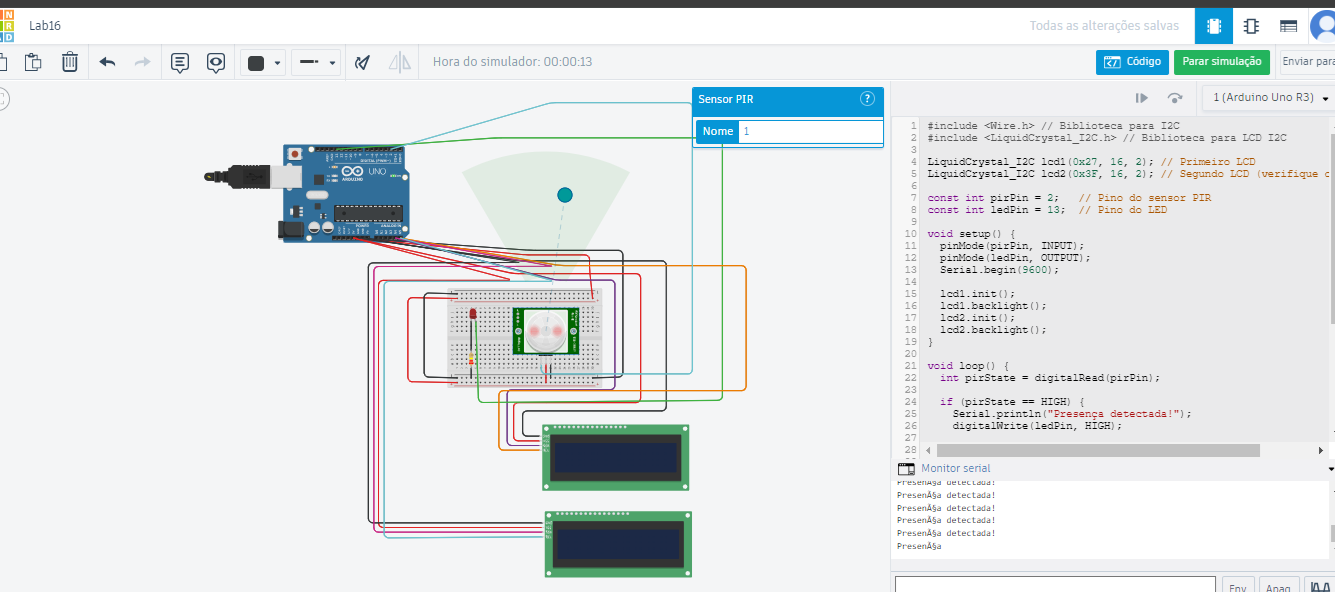 Lab16
Todas as alterações salvas
Hora do simulador: 00:00:13
Código
Parar simulação
Enviar para
Sensor PIR
?
Nome
1
1 (Arduino Uno R3)
UNO
ARDUINO
1 #include <Wire.h> // Biblioteca para I2C
2 #include <LiquidCrystal_I2C.h> // Biblioteca para LCD I2C
3
4 LiquidCrystal_I2C lcd1(0x27, 16, 2); // Primeiro LCD
5 LiquidCrystal_I2C lcd2(0x3F, 16, 2); // Segundo LCD (verifique
6
7 const int pirPin = 2;   // Pino do sensor PIR
8 const int ledPin = 13;  // Pino do LED
9
10 void setup() {
11   pinMode(pirPin, INPUT);
12   pinMode(ledPin, OUTPUT);
13   Serial.begin(9600);
14
15   lcd1.init();
16   lcd1.backlight();
17   lcd2.init();
18   lcd2.backlight();
19 }
20
21 void loop() {
22   int pirState = digitalRead(pirPin);
23
24   if (pirState == HIGH) {
25     Serial.println("Presença detectada!");
26     digitalWrite(ledPin, HIGH);
27
28
Monitor serial
PresenÃ§a detectada!
PresenÃ§a detectada!
PresenÃ§a detectada!
PresenÃ§a detectada!
PresenÃ§a detectada!
PresenÃ§a
Env
Apag